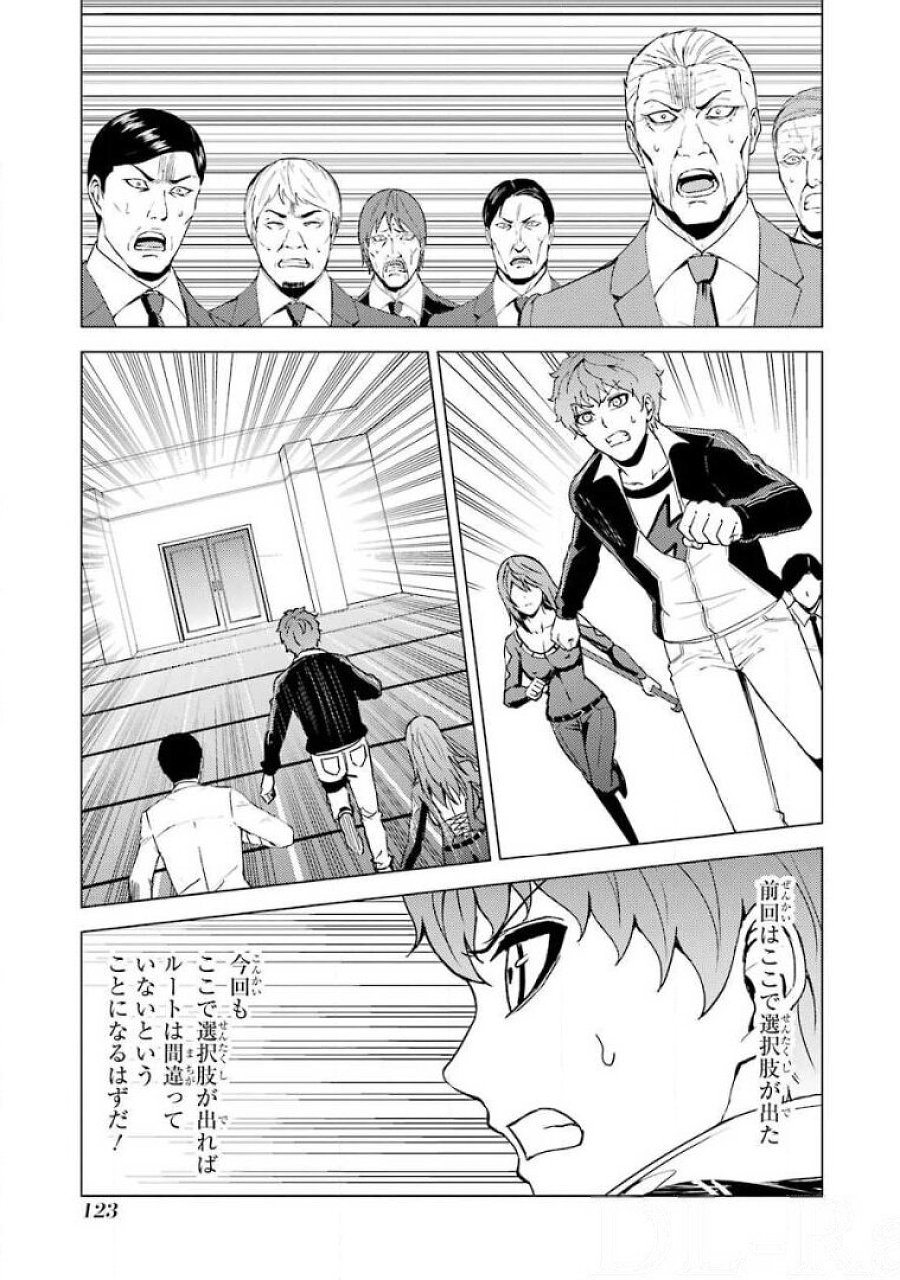 前回はここで選択肢が出た
今回も
ここで選択肢が出れば
ルートは間違って
いないという
ことになるはずだ！
123